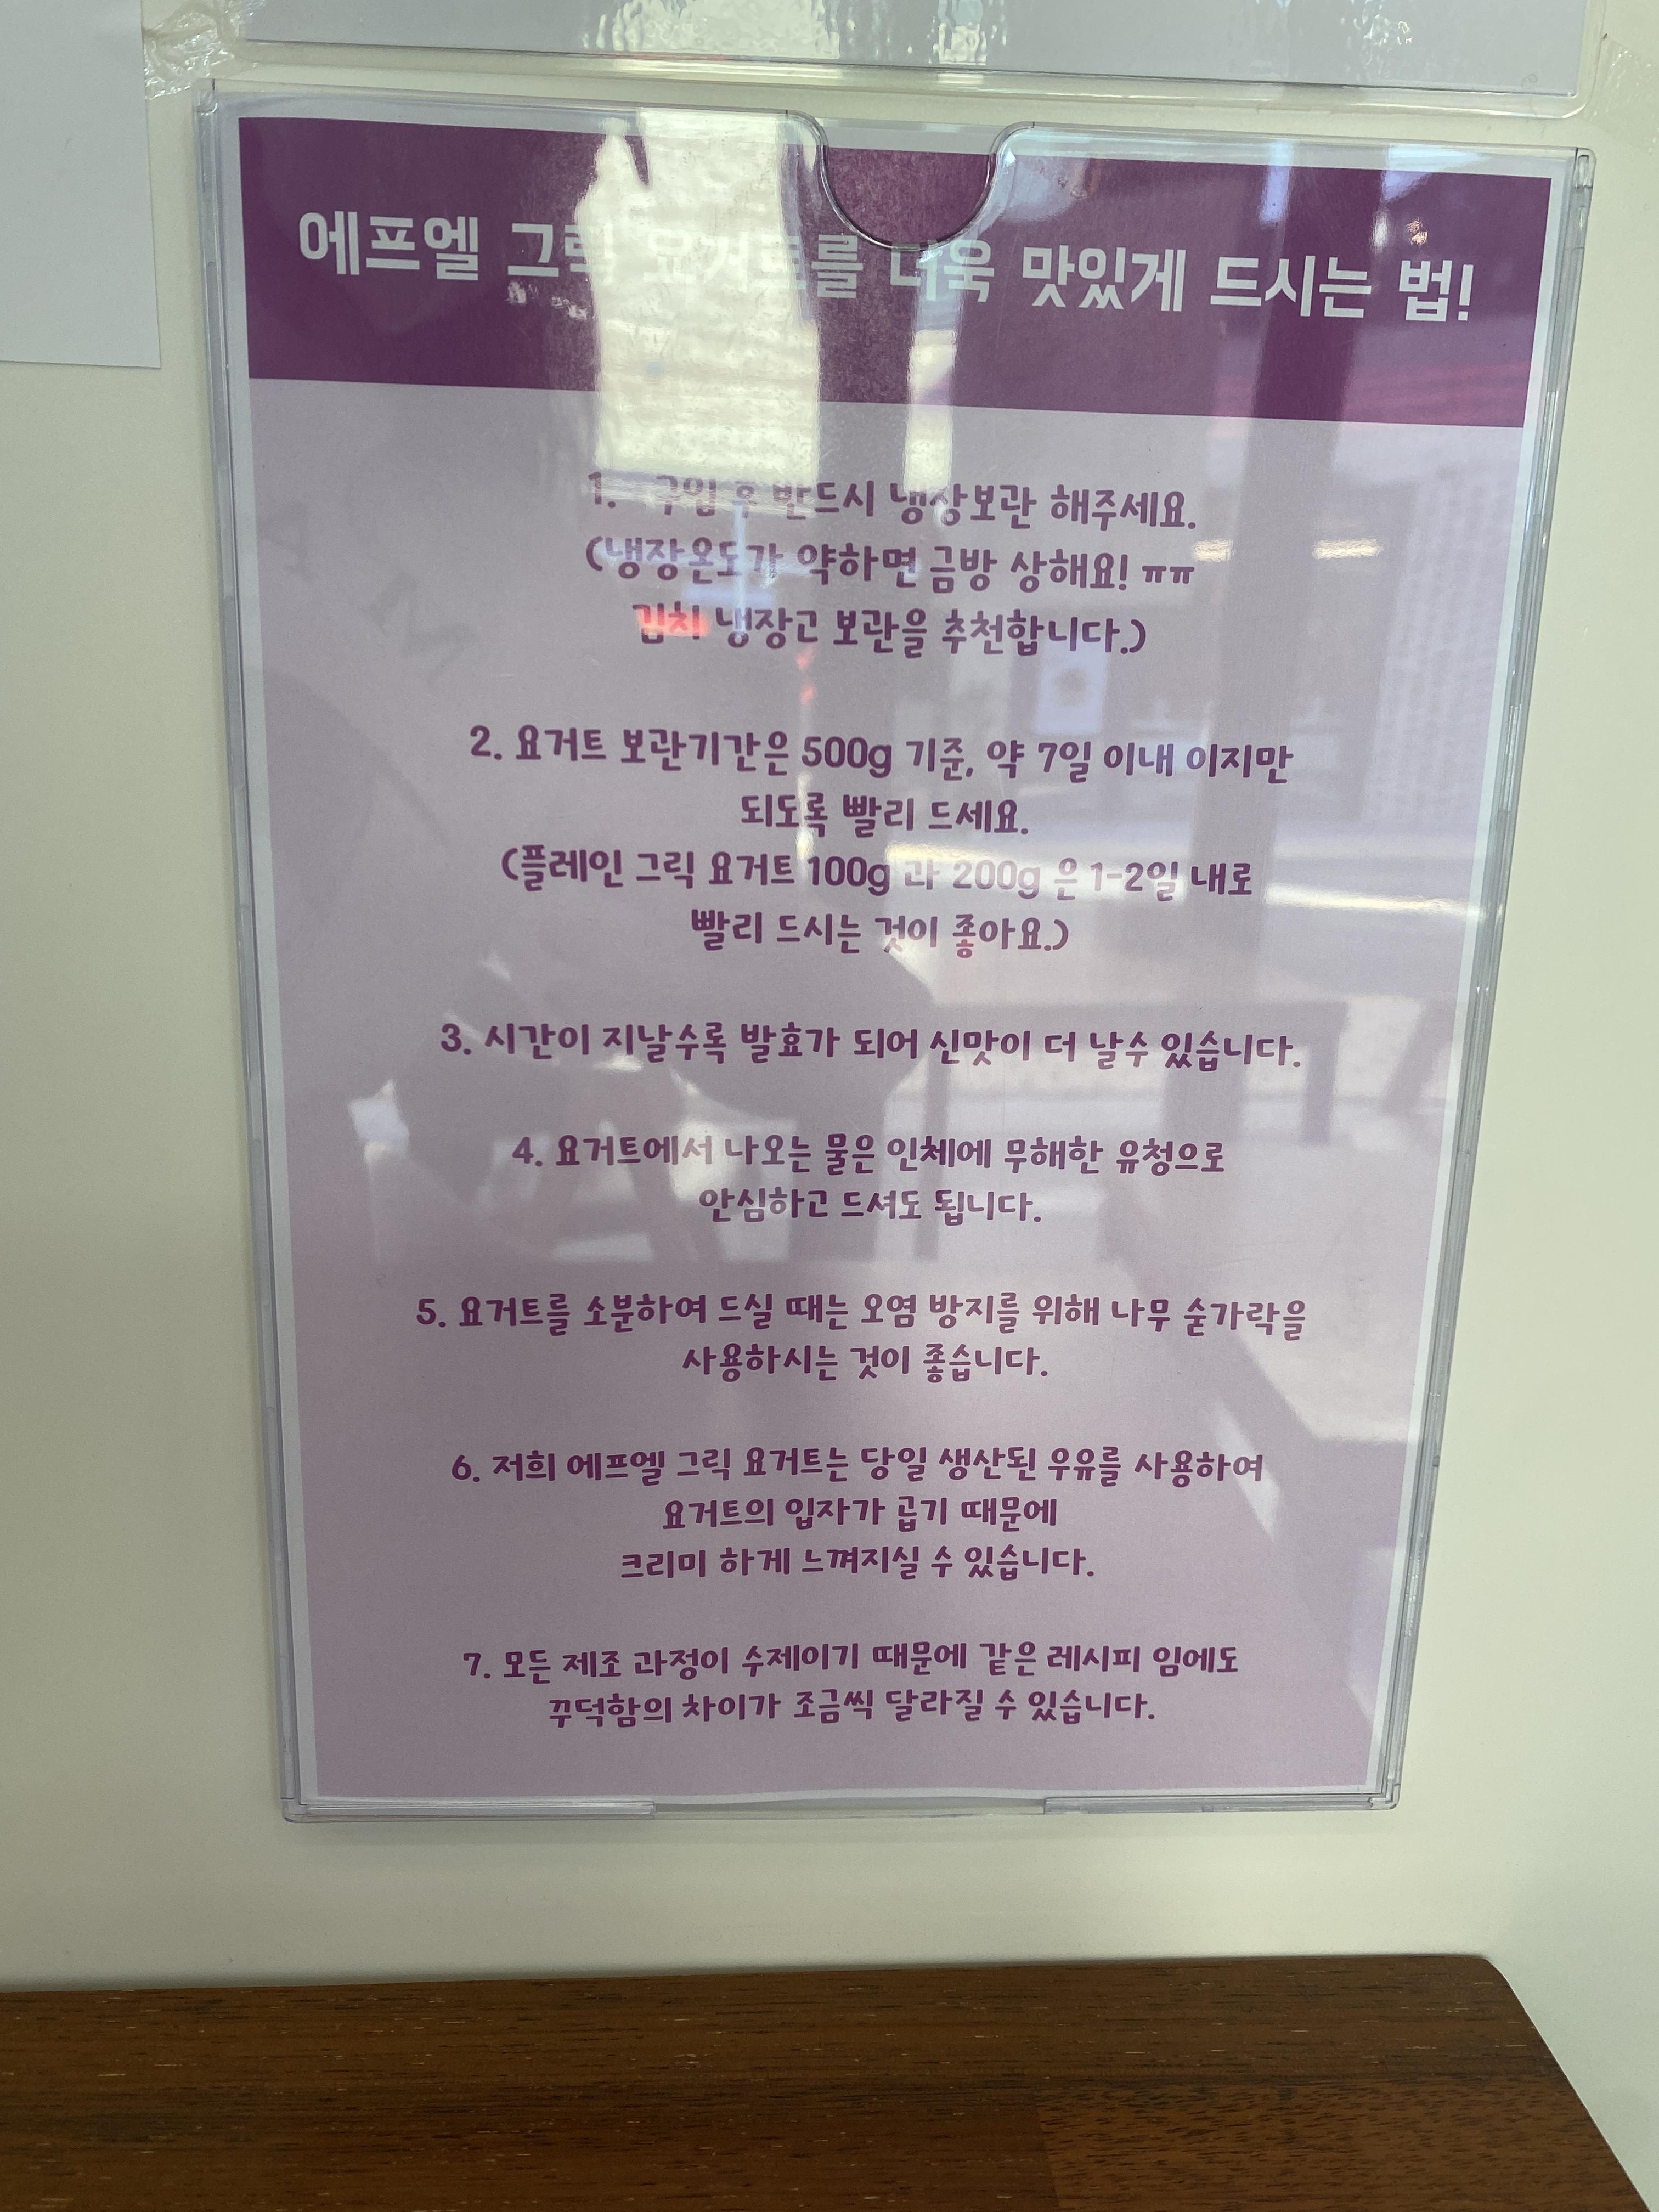 에프엘 그릭 요거트를 더욱 맛있게 드시는 법!
1. 구입 후 반드시 냉장보관 해주세요.
(냉장온도가 약하면 금방 상해요! ㅠㅠ
김치 냉장고 보관을 추천합니다.)
2. 요거트 보관기간은 500g 기준, 약 7일 이내 이지만
되도록 빨리 드세요.
(플레인 그릭 요거트 100g 과 200g 은 1-2일 내로
빨리 드시는 것이 좋아요.)
3. 시간이 지날수록 발효가 되어 신맛이 더 날수 있습니다.
4. 요거트에서 나오는 물은 인체에 무해한 유청으로
안심하고 드셔도 됩니다.
5. 요거트를 소분하여 드실 때는 오염 방지를 위해 나무 숟가락을
사용하시는 것이 좋습니다.
6. 저희 에프엘 그릭 요거트는 당일 생산된 우유를 사용하여
요거트의 입자가 곱기 때문에
크리미 하게 느껴지실 수 있습니다.
7. 모든 제조 과정이 수제이기 때문에 같은 레시피 임에도
꾸덕함의 차이가 조금씩 달라질 수 있습니다.